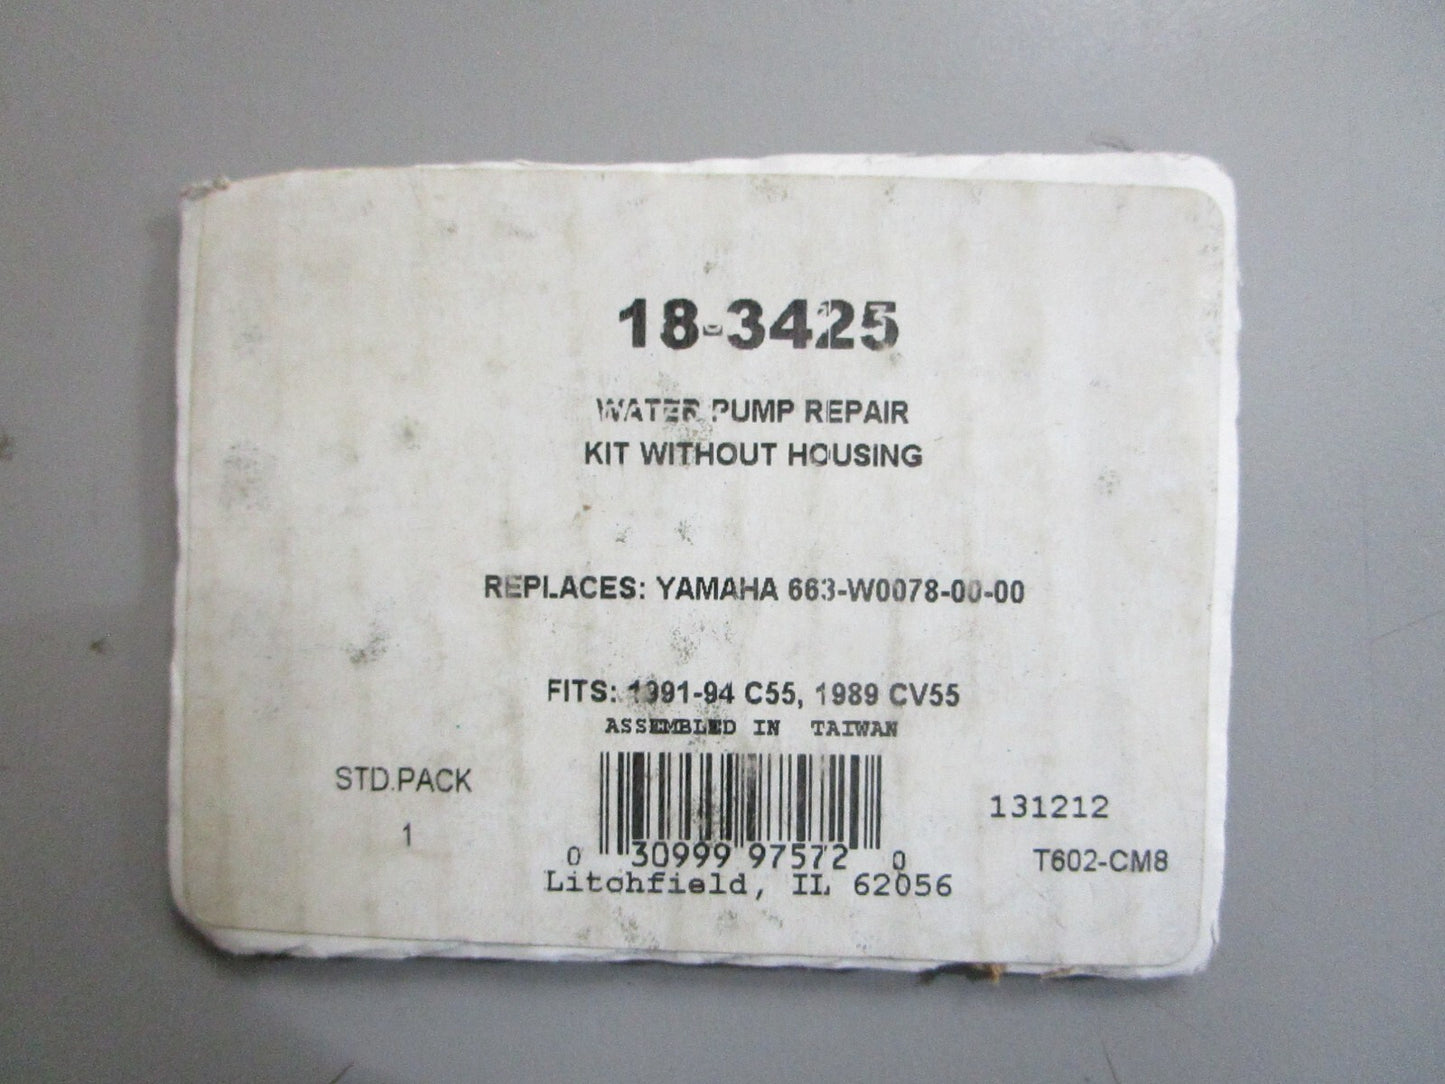 18-3425
WATER PUMP REPAIR
KIT WITHOUT HOUSING
REPLACES: YAMAHA 663-W0078-00-00
FITS: 1991-94 C55, 1989 CV55
ASSEMBLED IN TAIWAN
STD.PACK
1
131212
0 30999 97572 0
T602-CM8
Litchfield, IL 62056